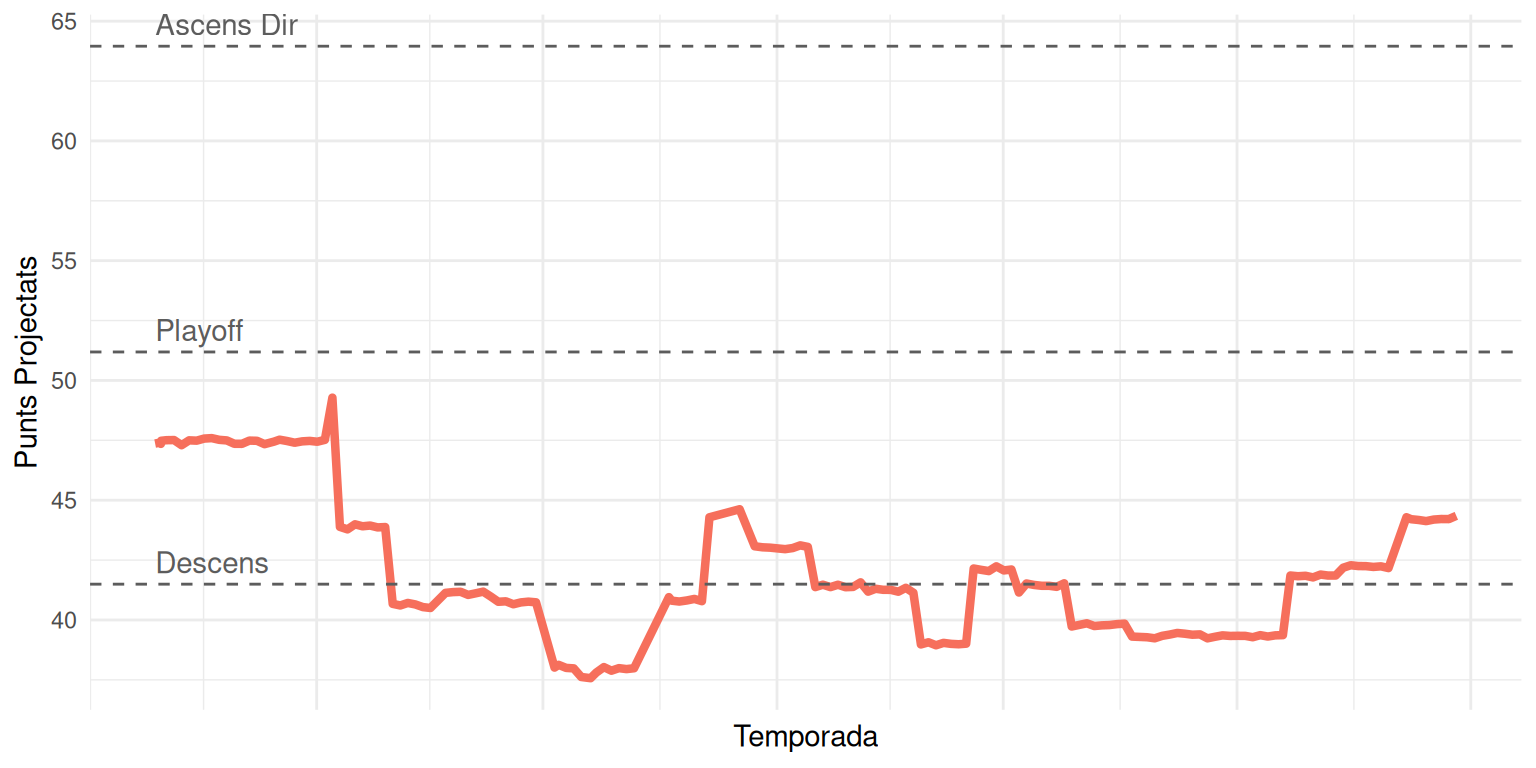 65
Ascens Dir
60
55
Playoff
50
45
Descens
40
Punts Projectats
Temporada